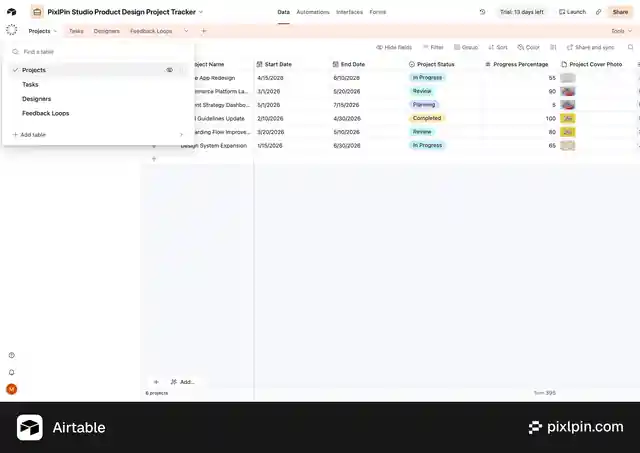 PixlPin Studio Product Design Project Tracker
Data Automations Interfaces Forms
Trial: 13 days left Launch Share
Projects Tasks Designers Feedback Loops Tools
Find a table
Hide fields Filter Group Sort Color Share and sync
Projects
Tasks
Designers
Feedback Loops
Add table
oject Name Start Date End Date Project Status Progress Percentage Project Cover Photo
e App Redesign 4/15/2026 6/10/2026 In Progress 55
mmerce Platform La... 5/20/2026 Review 90
nt Strategy Dashbo... 5/1/2026 7/15/2026 Planning 5
l Guidelines Update 2/10/2026 4/30/2026 Completed 100
arding Flow Improve... 3/20/2026 5/10/2026 Review 80
Design System Expansion 1/15/2026 6/30/2026 In Progress 65
Add...
M
6 projects Sum 395
Airtable pixlpin.com